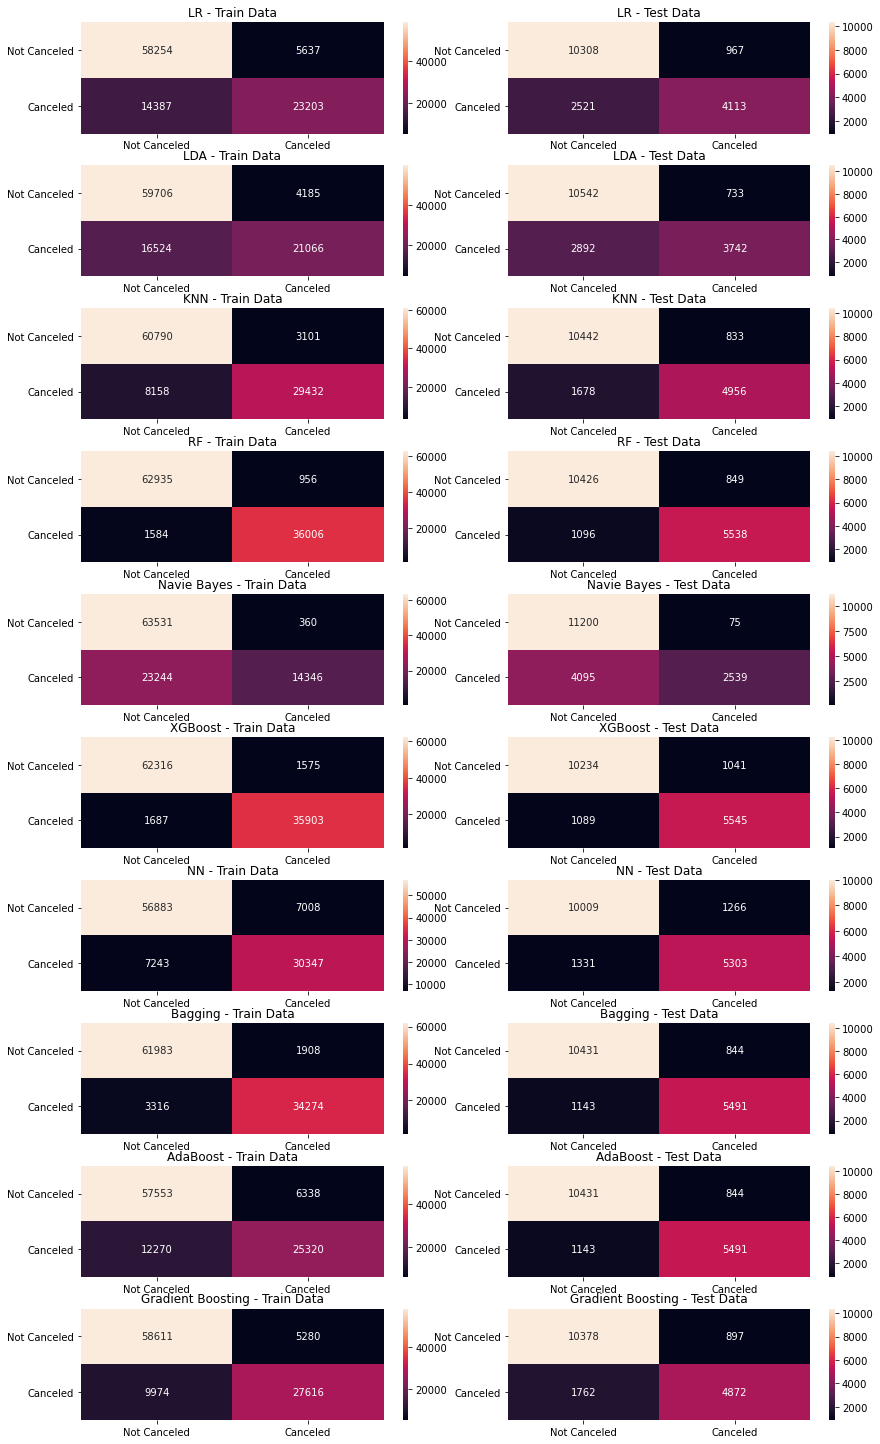 LR - Train Data
LR - Test Data
Not Canceled 58254 5637 40000
Not Canceled 10308 967 10000
8000
6000
Canceled 14387 23203 20000
Canceled 2521 4113 4000
2000
Not Canceled Canceled
Not Canceled Canceled
LDA - Train Data
LDA - Test Data
Not Canceled 59706 4185 40000
Not Canceled 10542 733 10000
8000
6000
Canceled 16524 21066 20000
Canceled 2892 3742 4000
2000
Not Canceled Canceled
Not Canceled Canceled
KNN - Train Data
KNN - Test Data
60000
Not Canceled 60790 3101 40000
Not Canceled 10442 833 10000
8000
6000
Canceled 8158 29432 20000
Canceled 1678 4956 4000
2000
Not Canceled Canceled
Not Canceled Canceled
RF - Train Data
RF - Test Data
60000
Not Canceled 62935 956 40000
Not Canceled 10426 849 10000
8000
6000
Canceled 1584 36006 20000
Canceled 1096 5538 4000
2000
Not Canceled Canceled
Not Canceled Canceled
Navie Bayes - Train Data
Navie Bayes - Test Data
60000
Not Canceled 63531 360 40000
Not Canceled 11200 75 10000
7500
5000
Canceled 23244 14346 20000
Canceled 4095 2539 2500
Not Canceled Canceled
Not Canceled Canceled
XGBoost - Train Data
XGBoost - Test Data
60000
Not Canceled 62316 1575 40000
Not Canceled 10234 1041 10000
8000
6000
Canceled 1687 35903 20000
Canceled 1089 5545 4000
2000
Not Canceled Canceled
Not Canceled Canceled
NN - Train Data
NN - Test Data
50000
Not Canceled 56883 7008 40000
30000
Not Canceled 10009 1266 10000
8000
6000
Canceled 7243 30347 20000
10000
Canceled 1331 5303 4000
2000
Not Canceled Canceled
Not Canceled Canceled
Bagging - Train Data
Bagging - Test Data
60000
Not Canceled 61983 1908 40000
Not Canceled 10431 844 10000
8000
6000
Canceled 3316 34274 20000
Canceled 1143 5491 4000
2000
Not Canceled Canceled
Not Canceled Canceled
AdaBoost - Train Data
AdaBoost - Test Data
Not Canceled 57553 6338 40000
Not Canceled 10431 844 10000
8000
6000
Canceled 12270 25320 20000
Canceled 1143 5491 4000
2000
Not Canceled Canceled
Not Canceled Canceled
Gradient Boosting - Train Data
Gradient Boosting - Test Data
Not Canceled 58611 5280 40000
Not Canceled 10378 897 10000
8000
6000
Canceled 9974 27616 20000
Canceled 1762 4872 4000
2000
Not Canceled Canceled
Not Canceled Canceled